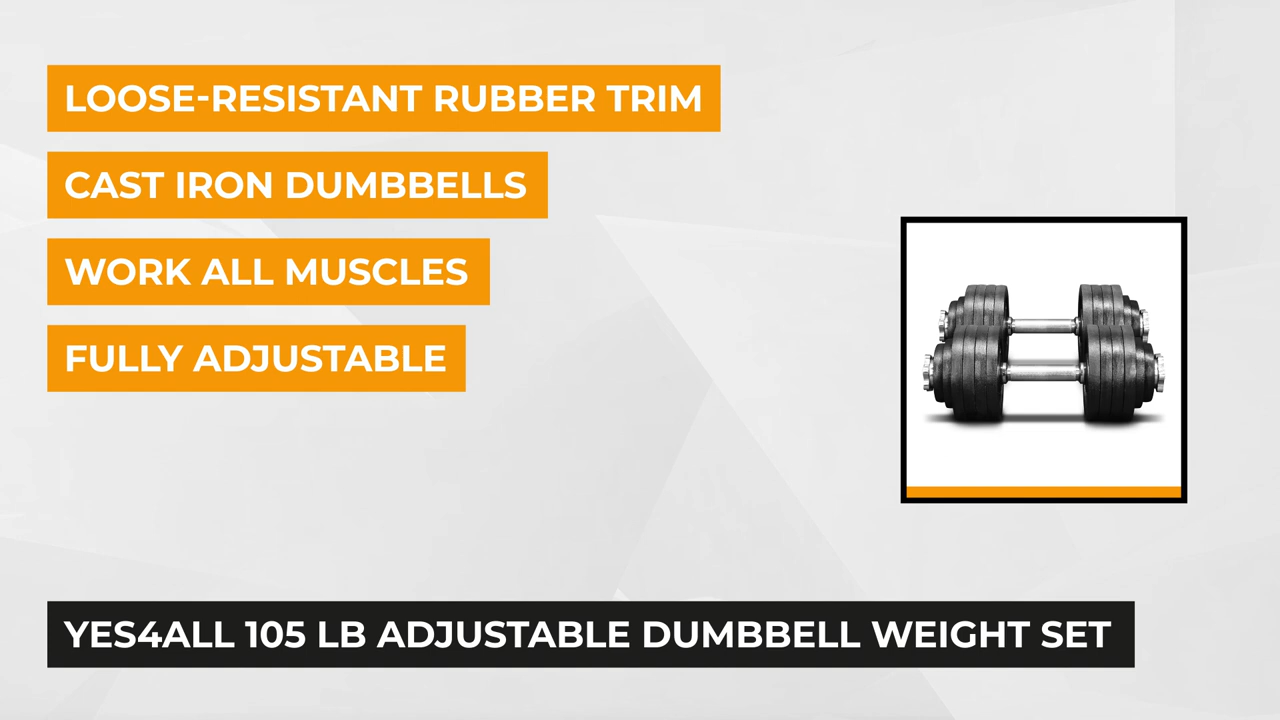 LOOSE-RESISTANT RUBBER TRIM
CAST IRON DUMBBELLS
WORK ALL MUSCLES
FULLY ADJUSTABLE
YES4ALL 105 LB ADJUSTABLE DUMBBELL WEIGHT SET